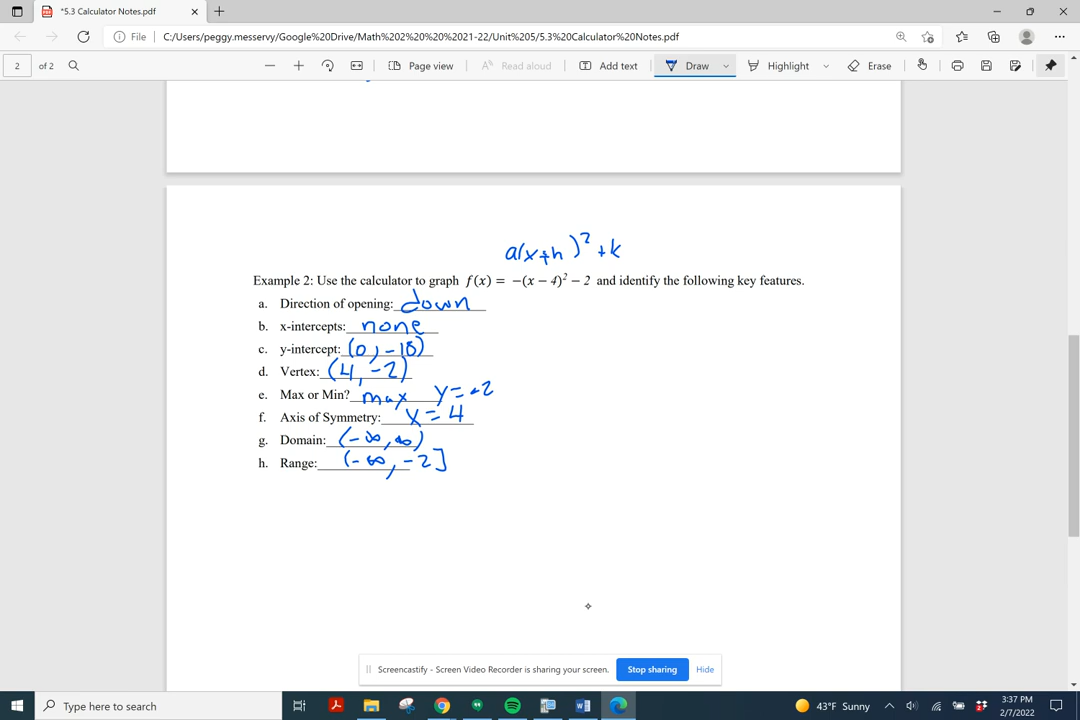 *5.3 Calculator Notes.pdf
File C:/Users/peggy.messervy/Google%20Drive/Math%202%20%20%2021-22/Unit%205/5.3%20Calculator%20Notes.pdf
2 of 2 Page view Read aloud Add text Draw Highlight Erase
a(x+h)² + k
Example 2: Use the calculator to graph f(x) = −(x − 4)² − 2 and identify the following key features.
a. Direction of opening: down
b. x-intercepts: none
c. y-intercept: (0, -18)
d. Vertex: (4, -2)
e. Max or Min? max y = -2
f. Axis of Symmetry: x = 4
g. Domain: (-∞, ∞)
h. Range: (-∞, -2]
Screencastify - Screen Video Recorder is sharing your screen. Stop sharing Hide
Type here to search 43°F Sunny 3:37 PM
2/7/2022